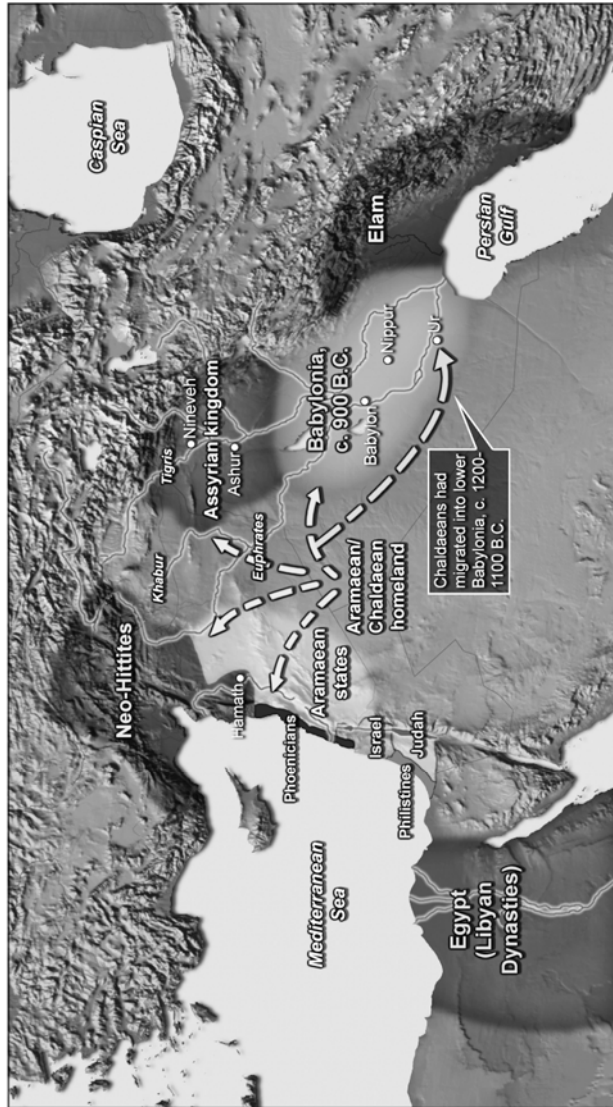 Caspian
Sea
Neo-Hittites
Khabur
Tigris
Nineveh
Assyrian kingdom
Ashur
Hamath
Euphrates
Mediterranean
Sea
Phoenicians
Aramaean
states
Aramaean/
Chaldaean
homeland
Babylonia,
c. 900 B.C.
Babylon
Nippur
Ur
Elam
Persian
Gulf
Israel
Judah
Philistines
Egypt
(Libyan
Dynasties)
Chaldaeans had
migrated into lower
Babylonia, c. 1200-
1100 B.C.